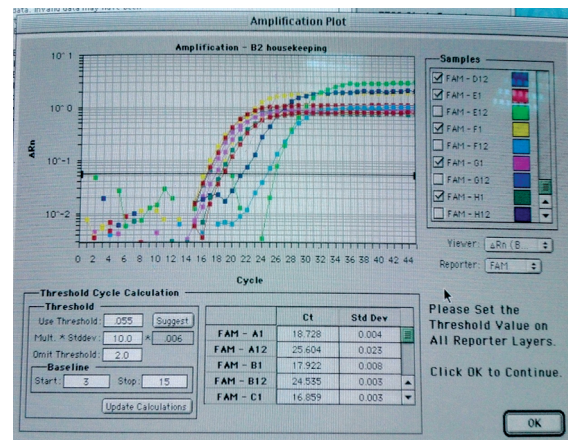 Amplification Plot
Amplification - B2 housekeeping
10^1
10^0
10^-1
10^-2
ΔRn
0 2 4 6 8 10 12 14 16 18 20 22 24 26 28 30 32 34 36 38 40 42 44
Cycle
Samples
FAM - D12
FAM - E1
FAM - E12
FAM - F1
FAM - F12
FAM - G1
FAM - G12
FAM - H1
FAM - H12
Viewer: ΔRn (B...
Reporter: FAM
Threshold Cycle Calculation
Threshold
Use Threshold: .055 Suggest
Mult. * Stddev: 10.0 * .006
Omit Threshold: 2.0
Baseline
Start: 3 Stop: 15
Update Calculations
Ct Std Dev
FAM - A1 18.728 0.004
FAM - A12 25.604 0.023
FAM - B1 17.922 0.008
FAM - B12 24.535 0.003
FAM - C1 16.859 0.003
Please Set the
Threshold Value on
All Reporter Layers.
Click OK to Continue.
OK